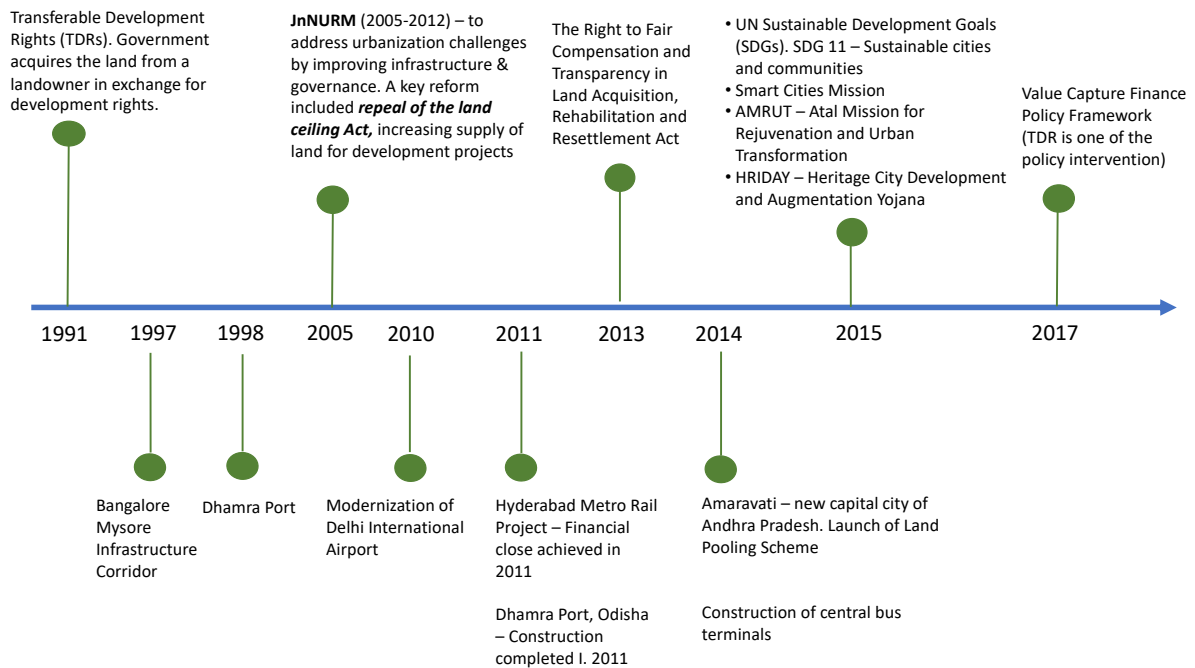 Transferable Development
Rights (TDRs). Government
acquires the land from a
landowner in exchange for
development rights.
JnNURM (2005-2012) – to
address urbanization challenges
by improving infrastructure &
governance. A key reform
included repeal of the land
ceiling Act, increasing supply of
land for development projects
The Right to Fair
Compensation and
Transparency in
Land Acquisition,
Rehabilitation and
Resettlement Act
• UN Sustainable Development Goals
(SDGs). SDG 11 – Sustainable cities
and communities
• Smart Cities Mission
• AMRUT – Atal Mission for
Rejuvenation and Urban
Transformation
• HRIDAY – Heritage City Development
and Augmentation Yojana
Value Capture Finance
Policy Framework
(TDR is one of the
policy intervention)
1991 1997 1998 2005 2010 2011 2013 2014 2015 2017
Bangalore
Mysore
Infrastructure
Corridor
Dhamra Port
Modernization of
Delhi International
Airport
Hyderabad Metro Rail
Project – Financial
close achieved in
2011
Dhamra Port, Odisha
– Construction
completed I. 2011
Amaravati – new capital city of
Andhra Pradesh. Launch of Land
Pooling Scheme
Construction of central bus
terminals